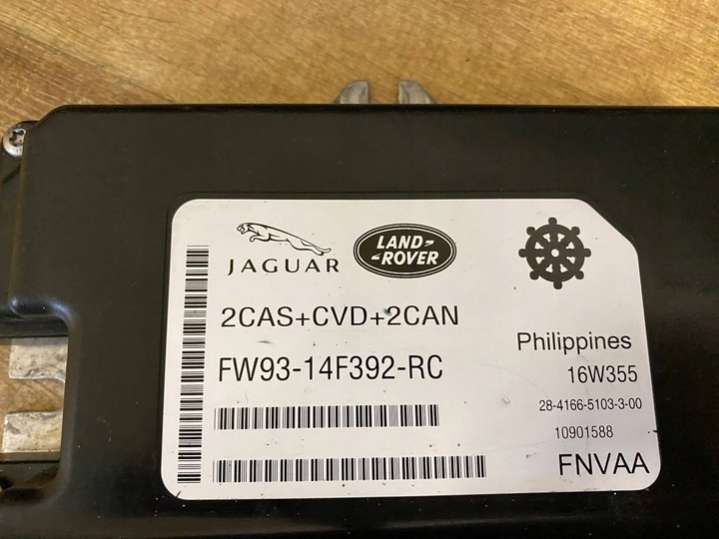 JAGUAR
LAND-
ROVER
2CAS+CVD+2CAN
FW93-14F392-RC
Philippines
16W355
28-4166-5103-3-00
10901588
FNVAA